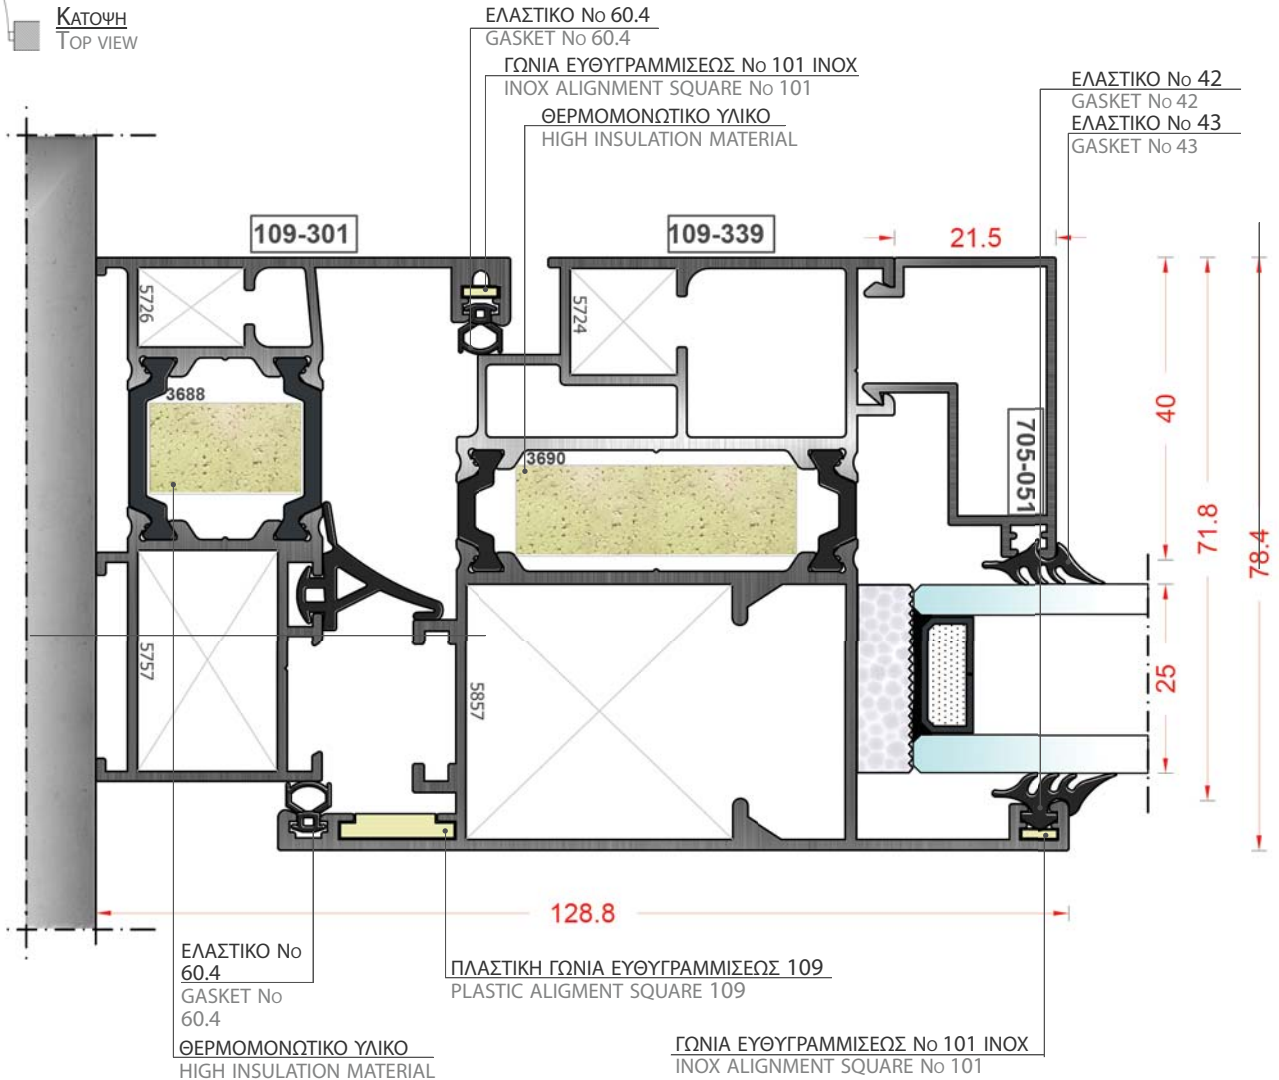 ΚΑΤΟΨΗ
TOP VIEW
ΕΛΑΣΤΙΚΟ No 60.4
GASKET No 60.4
ΓΩΝΙΑ ΕΥΘΥΓΡΑΜΜΙΣΕΩΣ No 101 INOX
INOX ALIGNMENT SQUARE No 101
ΘΕΡΜΟΜΟΝΩΤΙΚΟ ΥΛΙΚΟ
HIGH INSULATION MATERIAL
ΕΛΑΣΤΙΚΟ No 42
GASKET No 42
ΕΛΑΣΤΙΚΟ No 43
GASKET No 43
109-301
109-339
21.5
5726
5724
3688
3690
705-051
40
71.8
78.4
5757
5857
25
128.8
ΕΛΑΣΤΙΚΟ No
60.4
GASKET No
60.4
ΠΛΑΣΤΙΚΗ ΓΩΝΙΑ ΕΥΘΥΓΡΑΜΜΙΣΕΩΣ 109
PLASTIC ALIGMENT SQUARE 109
ΘΕΡΜΟΜΟΝΩΤΙΚΟ ΥΛΙΚΟ
HIGH INSULATION MATERIAL
ΓΩΝΙΑ ΕΥΘΥΓΡΑΜΜΙΣΕΩΣ No 101 INOX
INOX ALIGNMENT SQUARE No 101